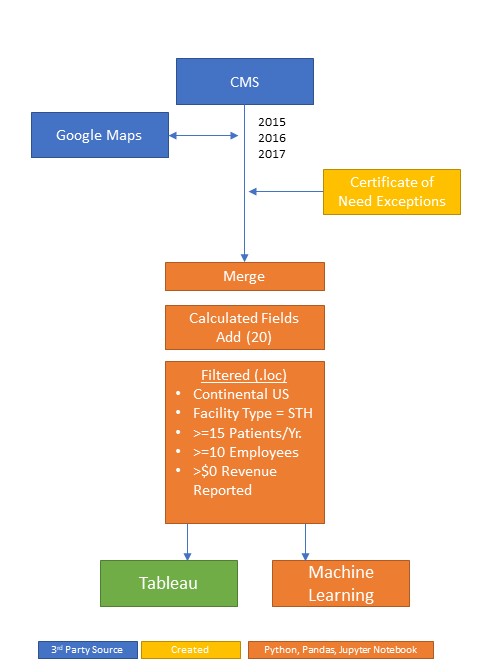 CMS
Google Maps
2015
2016
2017
Certificate of
Need Exceptions
Merge
Calculated Fields
Add (20)
Filtered (.loc)
• Continental US
• Facility Type = STH
• >=15 Patients/Yr.
• >=10 Employees
• >$0 Revenue
Reported
Tableau
Machine
Learning
3rd Party Source
Created
Python, Pandas, Jupyter Notebook